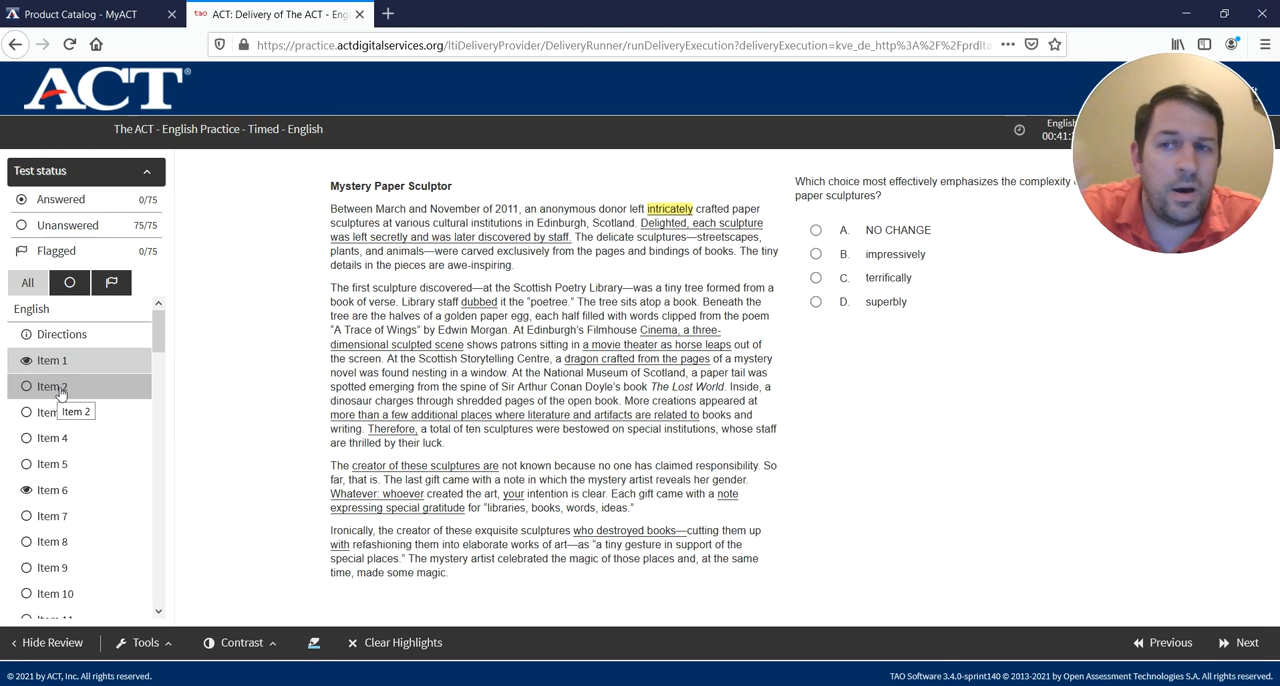 Product Catalog - MyACT
tao ACT: Delivery of The ACT - Eng
https://practice.actdigitalservices.org/ltiDeliveryProvider/DeliveryRunner/runDeliveryExecution?deliveryExecution=kve_de_http%3A%2F%2Fprdlta
ACT®
The ACT - English Practice - Timed - English
English
00:41:
Test status
Answered 0/75
Unanswered 75/75
Flagged 0/75
All
English
Directions
Item 1
Item 2
Item 2
Item 4
Item 5
Item 6
Item 7
Item 8
Item 9
Item 10
Mystery Paper Sculptor
Between March and November of 2011, an anonymous donor left intricately crafted paper
sculptures at various cultural institutions in Edinburgh, Scotland. Delighted, each sculpture
was left secretly and was later discovered by staff. The delicate sculptures—streetscapes,
plants, and animals—were carved exclusively from the pages and bindings of books. The tiny
details in the pieces are awe-inspiring.
The first sculpture discovered—at the Scottish Poetry Library—was a tiny tree formed from a
book of verse. Library staff dubbed it the "poetree." The tree sits atop a book. Beneath the
tree are the halves of a golden paper egg, each half filled with words clipped from the poem
"A Trace of Wings" by Edwin Morgan. At Edinburgh's Filmhouse Cinema, a three-
dimensional sculpted scene shows patrons sitting in a movie theater as horse leaps out of
the screen. At the Scottish Storytelling Centre, a dragon crafted from the pages of a mystery
novel was found nesting in a window. At the National Museum of Scotland, a paper tail was
spotted emerging from the spine of Sir Arthur Conan Doyle's book The Lost World. Inside, a
dinosaur charges through shredded pages of the open book. More creations appeared at
more than a few additional places where literature and artifacts are related to books and
writing. Therefore, a total of ten sculptures were bestowed on special institutions, whose staff
are thrilled by their luck.
The creator of these sculptures are not known because no one has claimed responsibility. So
far, that is. The last gift came with a note in which the mystery artist reveals her gender.
Whatever: whoever created the art, your intention is clear. Each gift came with a note
expressing special gratitude for "libraries, books, words, ideas."
Ironically, the creator of these exquisite sculptures who destroyed books—cutting them up
with refashioning them into elaborate works of art—as "a tiny gesture in support of the
special places." The mystery artist celebrated the magic of those places and, at the same
time, made some magic.
Which choice most effectively emphasizes the complexity
paper sculptures?
A. NO CHANGE
B. impressively
C. terrifically
D. superbly
Hide Review
Tools
Contrast
Clear Highlights
Previous
Next
© 2021 by ACT, Inc. All rights reserved.
TAO Software 3.4.0-sprint140 © 2013-2021 by Open Assessment Technologies S.A. All rights reserved.